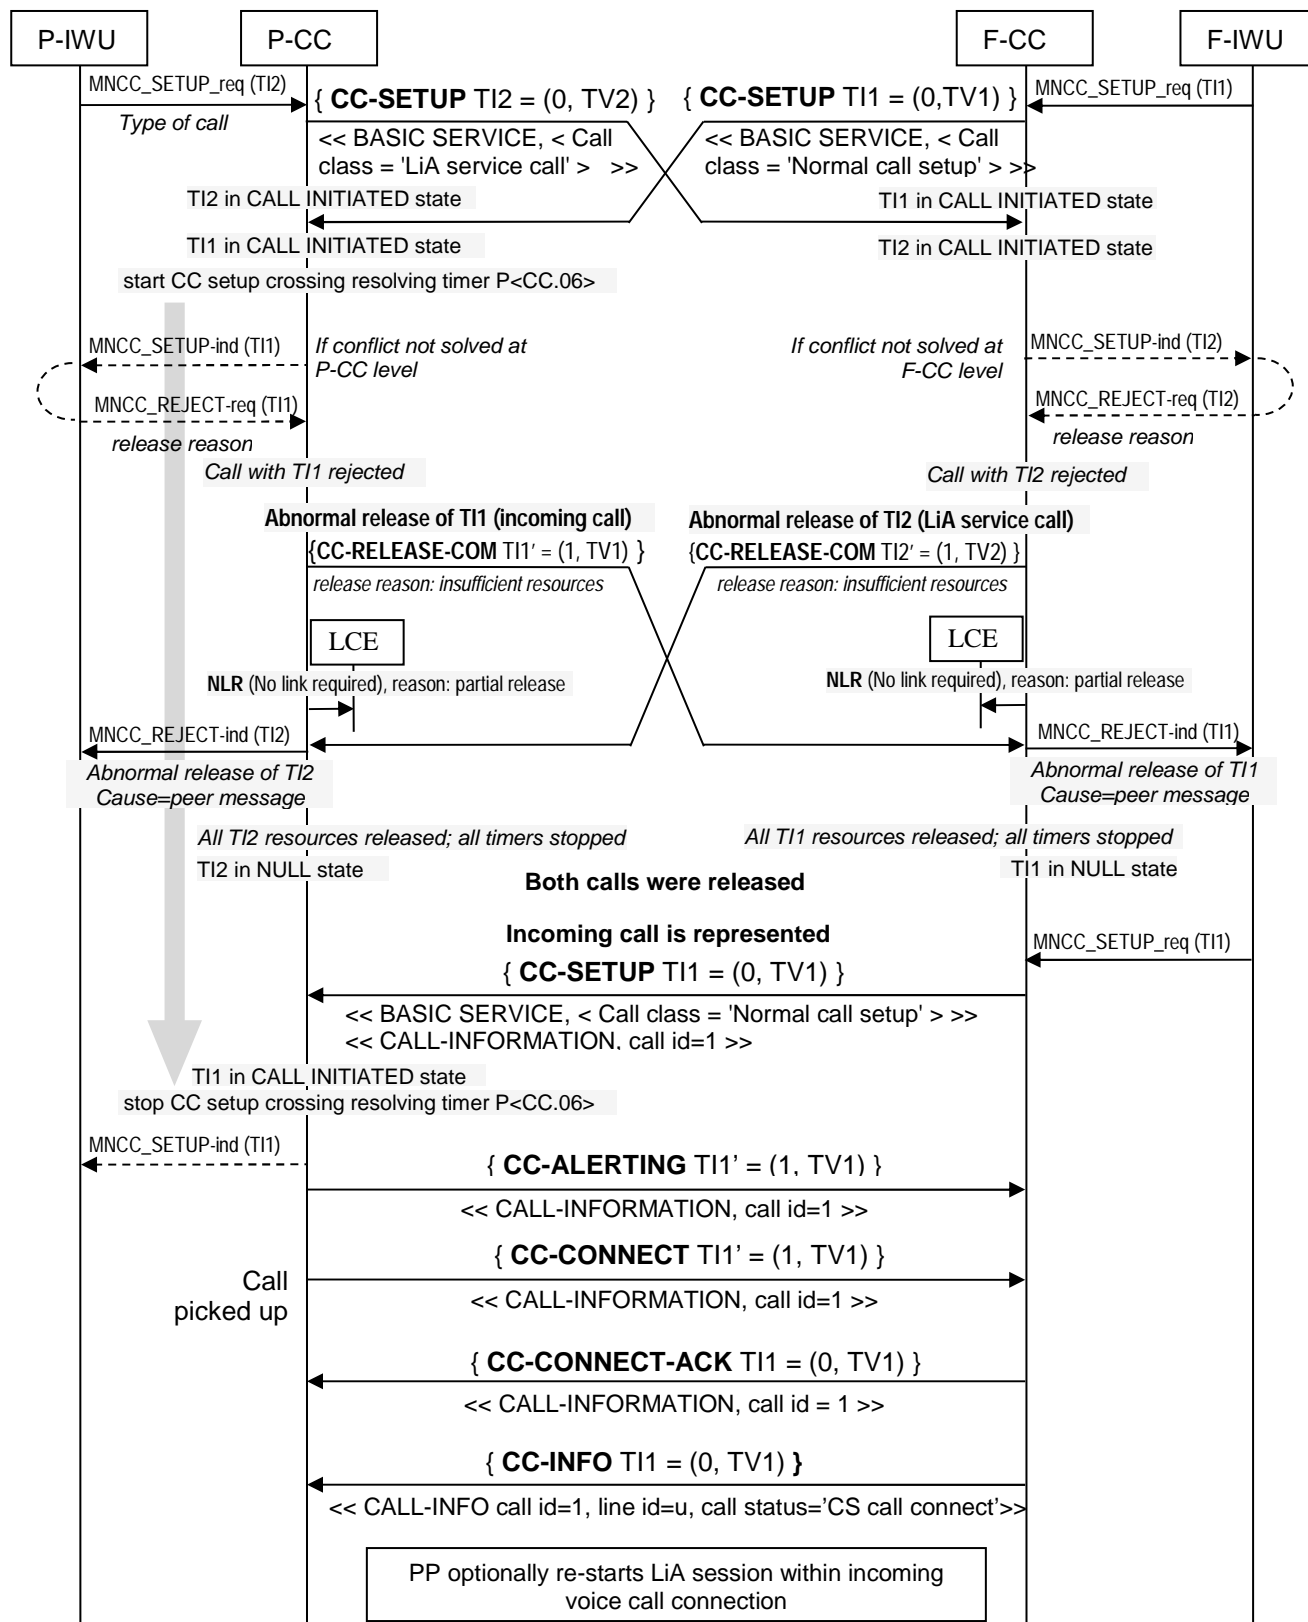 P-IWU
P-CC
F-CC
F-IWU
MNCC_SETUP_req (TI2)
{ CC-SETUP TI2 = (0, TV2) }
{ CC-SETUP TI1 = (0,TV1) }
MNCC_SETUP_req (TI1)
Type of call
<< BASIC SERVICE, < Call
class = 'LiA service call' > >>
<< BASIC SERVICE, < Call
class = 'Normal call setup' > >>
TI2 in CALL INITIATED state
TI1 in CALL INITIATED state
TI1 in CALL INITIATED state
TI2 in CALL INITIATED state
start CC setup crossing resolving timer P<CC.06>
MNCC_SETUP-ind (TI1)
If conflict not solved at
P-CC level
If conflict not solved at
F-CC level
MNCC_SETUP-ind (TI2)
MNCC_REJECT-req (TI1)
MNCC_REJECT-req (TI2)
release reason
release reason
Call with TI1 rejected
Call with TI2 rejected
Abnormal release of TI1 (incoming call)
Abnormal release of TI2 (LiA service call)
{CC-RELEASE-COM TI1’ = (1, TV1) }
{CC-RELEASE-COM TI2’ = (1, TV2) }
release reason: insufficient resources
release reason: insufficient resources
LCE
LCE
NLR (No link required), reason: partial release
NLR (No link required), reason: partial release
MNCC_REJECT-ind (TI2)
MNCC_REJECT-ind (TI1)
Abnormal release of TI2
Cause=peer message
Abnormal release of TI1
Cause=peer message
All TI2 resources released; all timers stopped
All TI1 resources released; all timers stopped
TI2 in NULL state
TI1 in NULL state
Both calls were released
Incoming call is represented
MNCC_SETUP_req (TI1)
{ CC-SETUP TI1 = (0, TV1) }
<< BASIC SERVICE, < Call class = 'Normal call setup' > >>
<< CALL-INFORMATION, call id=1 >>
TI1 in CALL INITIATED state
stop CC setup crossing resolving timer P<CC.06>
MNCC_SETUP-ind (TI1)
{ CC-ALERTING TI1’ = (1, TV1) }
<< CALL-INFORMATION, call id=1 >>
{ CC-CONNECT TI1’ = (1, TV1) }
Call
picked up
<< CALL-INFORMATION, call id=1 >>
{ CC-CONNECT-ACK TI1 = (0, TV1) }
<< CALL-INFORMATION, call id = 1 >>
{ CC-INFO TI1 = (0, TV1) }
<< CALL-INFO call id=1, line id=u, call status=’CS call connect’>>
PP optionally re-starts LiA session within incoming
voice call connection